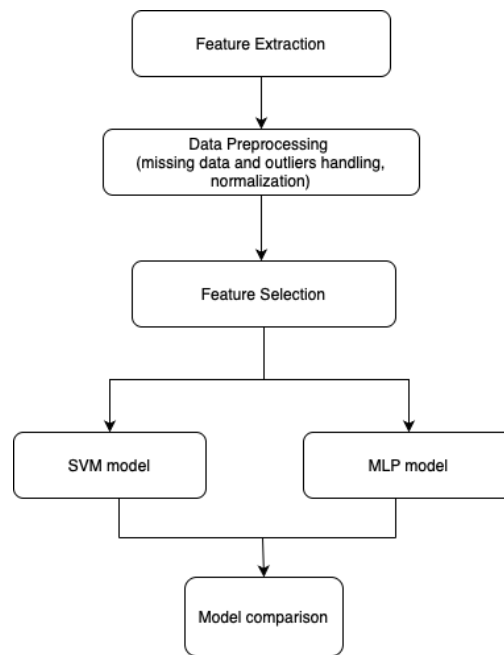 Feature Extraction
Data Preprocessing
(missing data and outliers handling,
normalization)
Feature Selection
SVM model
MLP model
Model comparison